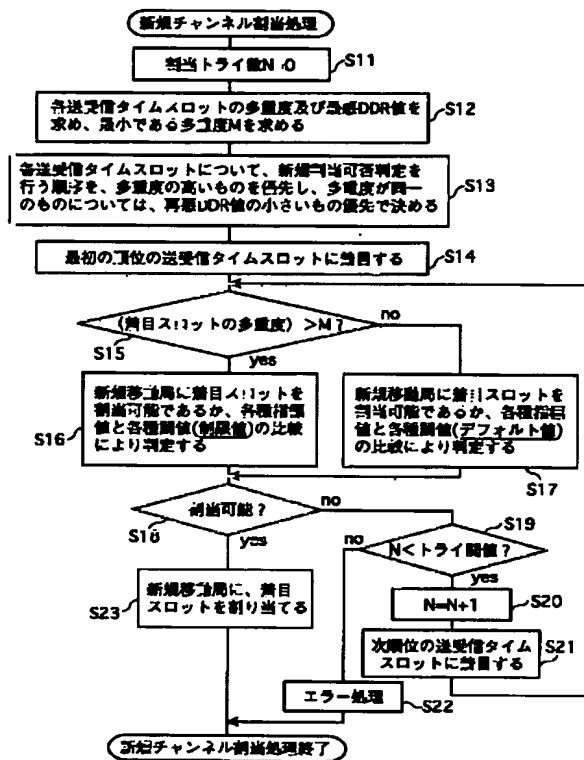 新規チャンネル割当処理
割当トライ数N=0
S11
各送受信タイムスロットの多重度及び最悪DDR値を
求め、最小である多重度Mを求める
S12
各送受信タイムスロットについて、新規割当可否判定を
行う順序を、多重度の高いものを優先し、多重度が同一
のものについては、再悪DDR値の小さいもの優先で決める
S13
最初の順位の送受信タイムスロットに着目する
S14
(着目スロットの多重度)>M?
no
S15
yes
新規移動局に着目スロットを
割当可能であるか、各種指標
値と各種閾値(制限値)の比較
により判定する
S16
新規移動局に着目スロットを
割当可能であるか、各種指標
値と各種閾値(デフォルト値)
の比較により判定する
S17
割当可能?
no
S18
yes
S19
no
N<トライ閾値?
yes
新規移動局に、着目
スロットを割り当てる
S23
N=N+1
S20
次順位の送受信タイム
スロットに着目する
S21
エラー処理
S22
新規チャンネル割当処理終了